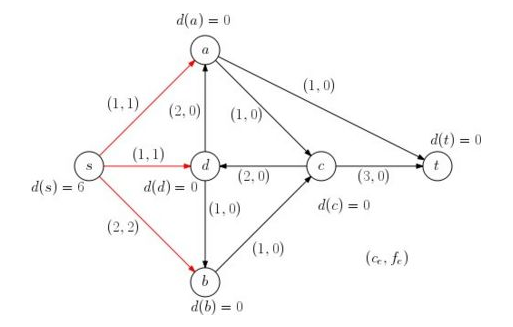 d(a) = 0
a
(1, 1)
(2, 0)
(1, 0)
(1, 0)
d(t) = 0
s
(1, 1)
d
(2, 0)
c
(3, 0)
t
d(s) = 6
d(d) = 0
d(c) = 0
(1, 0)
(2, 2)
(1, 0)
(c_e, f_e)
b
d(b) = 0